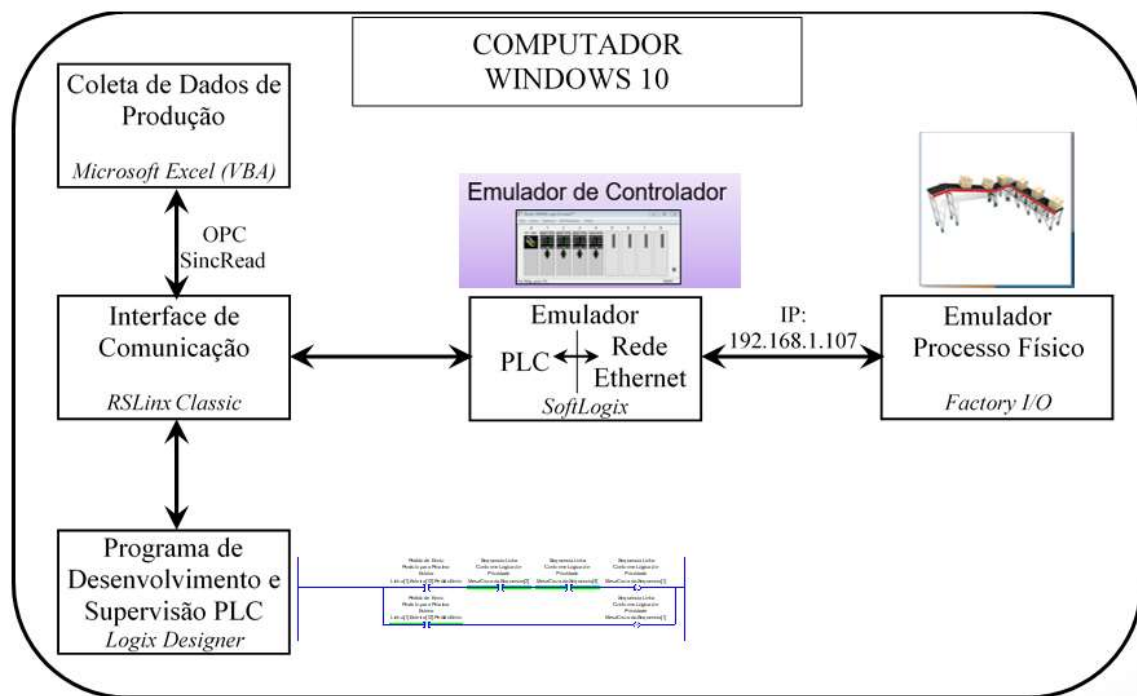 COMPUTADOR
WINDOWS 10
Coleta de Dados de
Produção
Microsoft Excel (VBA)
OPC
SincRead
Interface de
Comunicação
RSLinx Classic
Emulador de Controlador
Emulador
PLC
Rede
Ethernet
SoftLogix
IP:
192.168.1.107
Emulador
Processo Físico
Factory I/O
Programa de
Desenvolvimento e
Supervisão PLC
Logix Designer